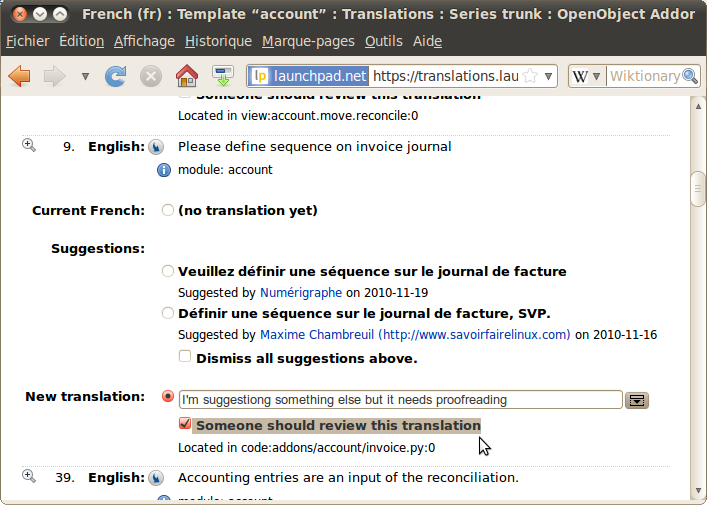 French (fr) : Template “account” : Translations : Series trunk : OpenObject Addor
Fichier Édition Affichage Historique Marque-pages Outils Aide
lp launchpad.net https://translations.lau W Wiktionary
Someone should review this translation
Located in view:account.move.reconcile:0
9. English: Please define sequence on invoice journal
module: account
Current French: (no translation yet)
Suggestions:
Veuillez définir une séquence sur le journal de facture
Suggested by Numérigraphe on 2010-11-19
Définir une séquence sur le journal de facture, SVP.
Suggested by Maxime Chambreuil (http://www.savoirfairelinux.com) on 2010-11-16
Dismiss all suggestions above.
New translation: I'm suggestiong something else but it needs proofreading
Someone should review this translation
Located in code:addons/account/invoice.py:0
39. English: Accounting entries are an input of the reconciliation.
module: account